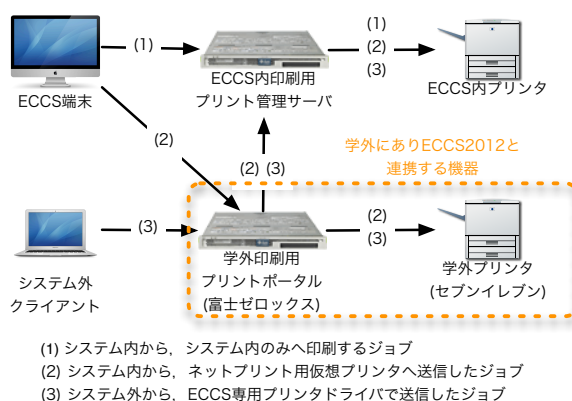 (1)
(1)
(2)
(3)
ECCS端末
ECCS内印刷用
プリント管理サーバ
ECCS内プリンタ
(2)
(2) (3)
学外にありECCS2012と
連携する機器
(3)
(2)
(3)
システム外
クライアント
学外印刷用
プリントポータル
(富士ゼロックス)
学外プリンタ
(セブンイレブン)
(1) システム内から，システム内のみへ印刷するジョブ
(2) システム内から，ネットプリント用仮想プリンタへ送信したジョブ
(3) システム外から，ECCS専用プリンタドライバで送信したジョブ